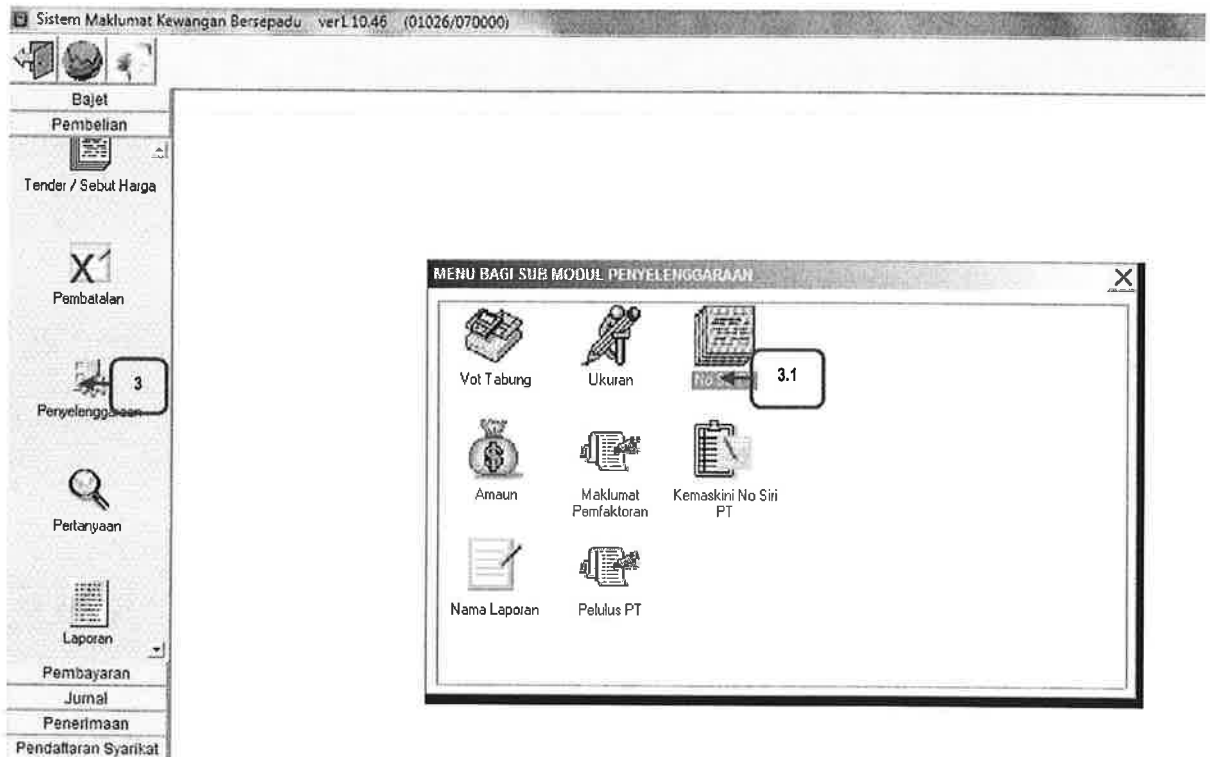 Sistem Maklumat Kewangan Bersepadu ver1.10.46 (01026/070000)
Bajet
Pembelian
Tender / Sebut Harga
Pembatalan
3
Penyelenggaraan
Pertanyaan
Laporan
Pembayaran
Jurnal
Penerimaan
Pendaftaran Syarikat
MENU BAGI SUB MODUL PENYELENGGARAAN
Vot Tabung
Ukuran
No
3.1
Amaun
Maklumat
Pemfaktoran
Kemaskini No Siri
PT
Nama Laporan
Pelulus PT